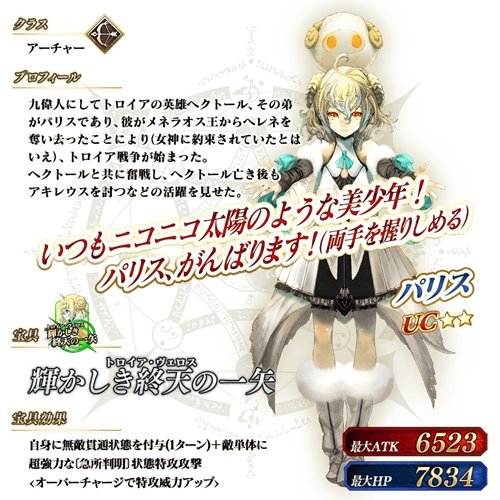 クラス
アーチャー
プロフィール
九偉人にしてトロイアの英雄ヘクトール、その弟
がパリスであり、彼がメネラオス王からヘレネを
奪い去ったことにより(女神に約束されていたとは
いえ)、トロイア戦争が始まった。
ヘクトールと共に奮戦し、ヘクトール亡き後も
アキレウスを討つなどの活躍を見せた。
いつもニコニコ太陽のような美少年!
パリス、がんばります!(両手を握りしめる)
パリス
UC★★
宝具
輝かしき
終天の一矢
トロイア・ヴェロス
輝かしき終天の一矢
宝具効果
自身に無敵貫通状態を付与(1ターン)+敵単体に
超強力な〔急所判明〕状態特攻攻撃
<オーバーチャージで特攻威力アップ>
最大ATK 6523
最大HP 7834